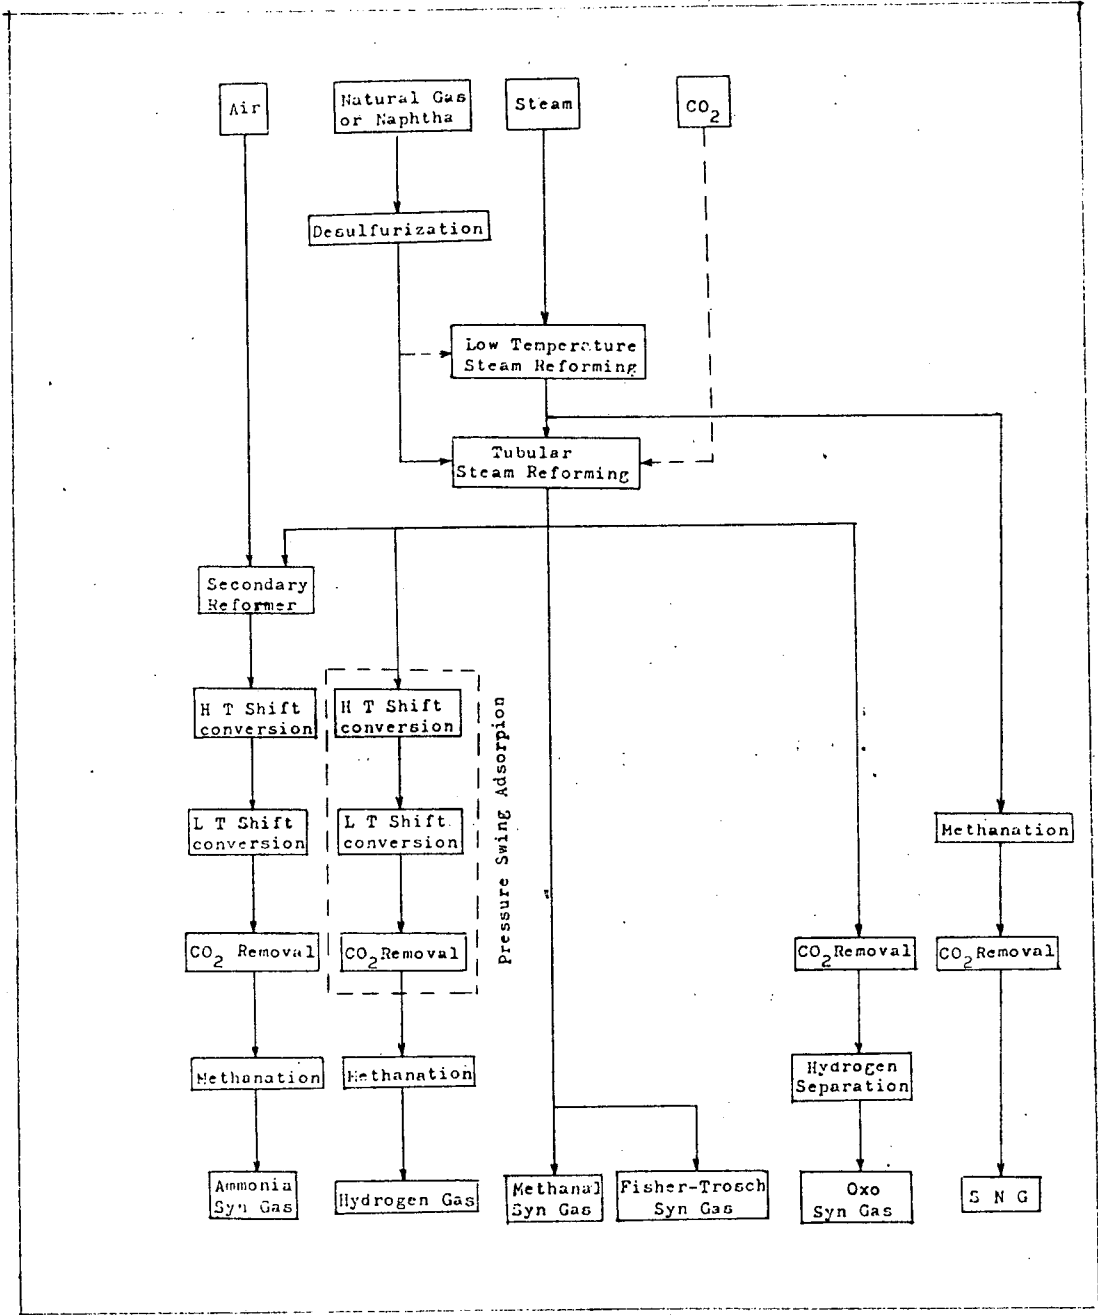 Air
Natural Gas
or Naphtha
Steam
CO2
Desulfurization
Low Temperature
Steam Reforming
Tubular
Steam Reforming
Secondary
Reformer
H T Shift
conversion
H T Shift
conversion
Pressure Swing Adsorpion
L T Shift
conversion
L T Shift
conversion
Methanation
CO2 Removal
CO2 Removal
CO2 Removal
CO2 Removal
Methanation
Methanation
Hydrogen
Separation
Ammonia
Syn Gas
Hydrogen Gas
Methanal
Syn Gas
Fisher-Trosch
Syn Gas
Oxo
Syn Gas
S N G